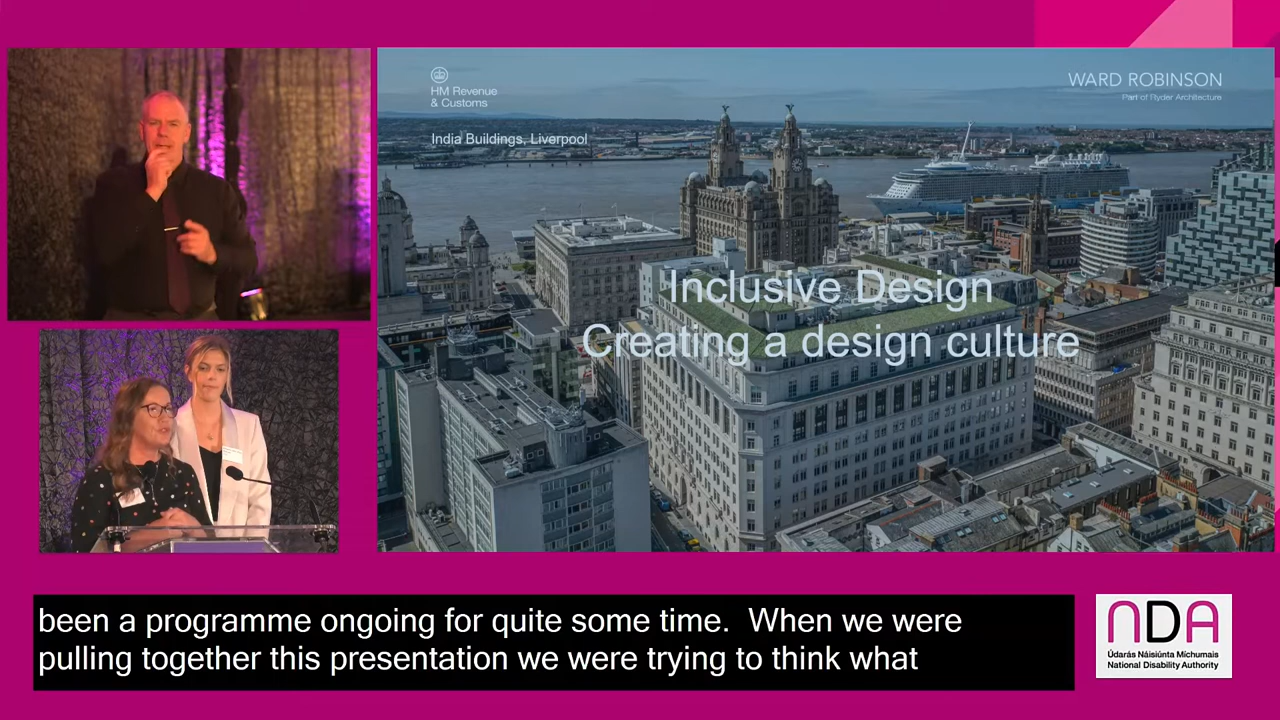 HM Revenue
& Customs
WARD ROBINSON
Part of Ryder Architecture
India Buildings, Liverpool
Inclusive Design
Creating a design culture
been a programme ongoing for quite some time.  When we were
pulling together this presentation we were trying to think what
NDA
Údarás Náisiúnta Míchumais
National Disability Authority